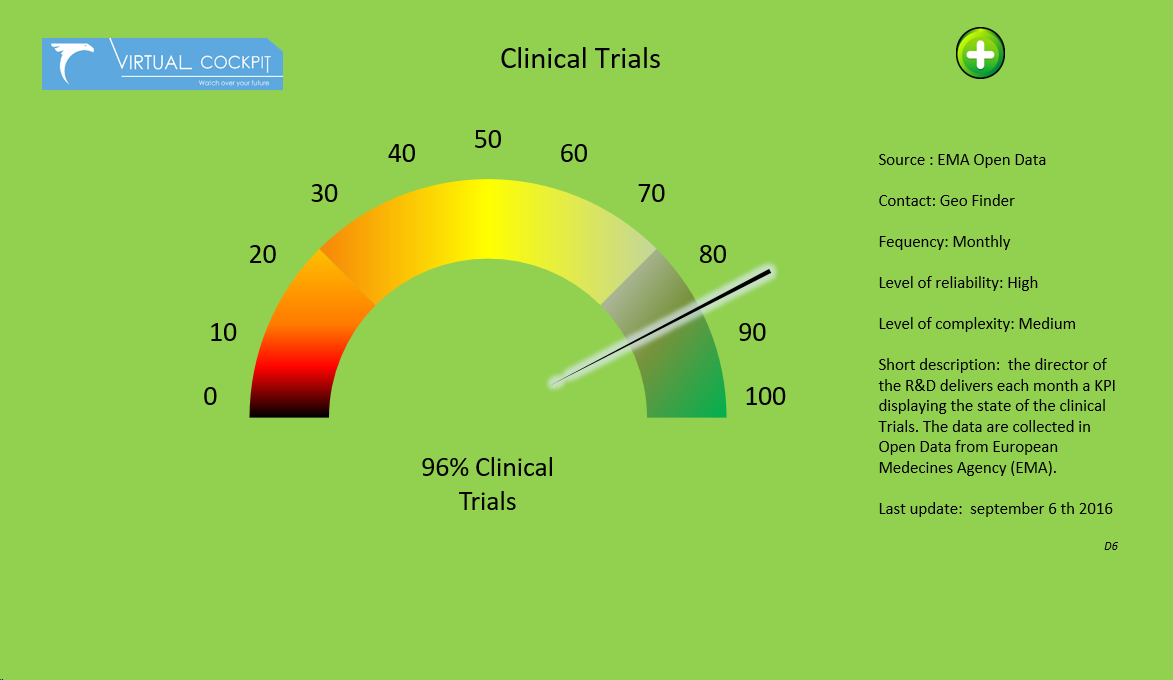 VIRTUAL COCKPIT
Watch over your future
Clinical Trials
50
40
60
30
70
20
80
10
90
0
100
96% Clinical
Trials
Source : EMA Open Data
Contact: Geo Finder
Fequency: Monthly
Level of reliability: High
Level of complexity: Medium
Short description:  the director of
the R&D delivers each month a KPI
displaying the state of the clinical
Trials. The data are collected in
Open Data from European
Medecines Agency (EMA).
Last update:  september 6 th 2016
D6